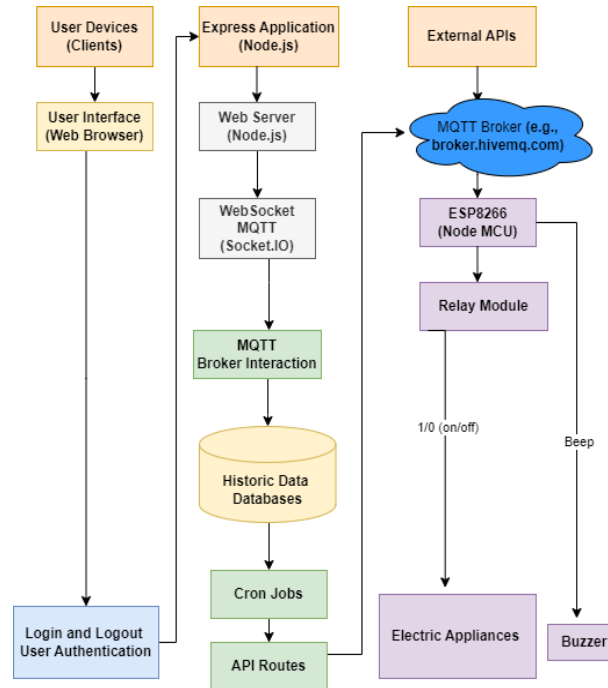 User Devices
(Clients)
User Interface
(Web Browser)
Login and Logout
User Authentication
Express Application
(Node.js)
Web Server
(Node.js)
WebSocket
MQTT
(Socket.IO)
MQTT
Broker Interaction
Historic Data
Databases
Cron Jobs
API Routes
External APIs
MQTT Broker (e.g.,
broker.hivemq.com)
ESP8266
(Node MCU)
Relay Module
1/0 (on/off)
Beep
Electric Appliances
Buzzer